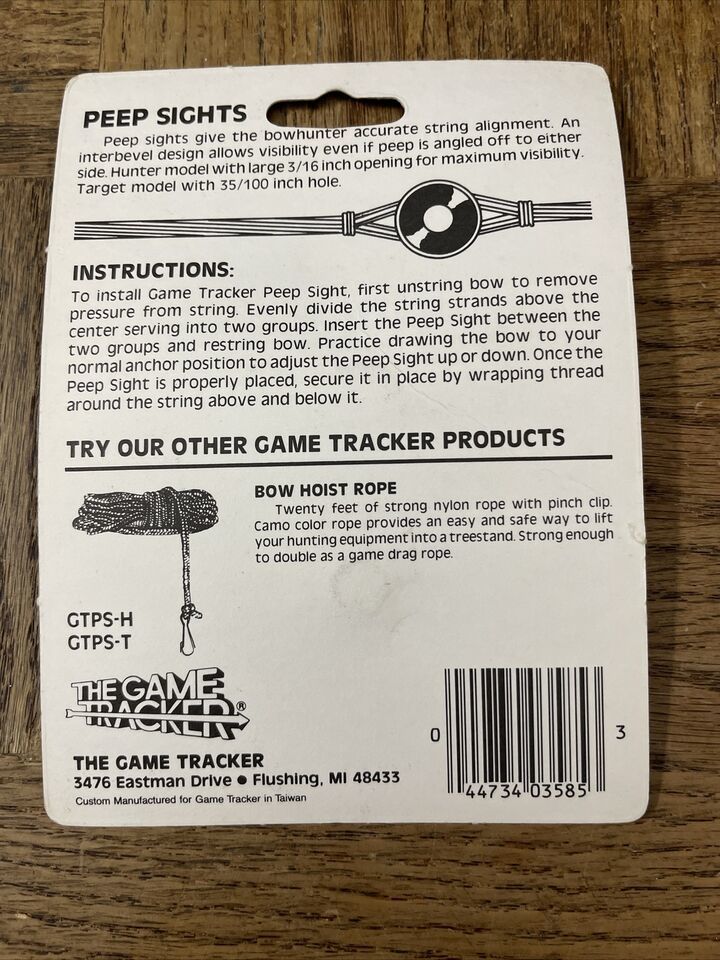 PEEP SIGHTS
Peep sights give the bowhunter accurate string alignment. An
interbevel design allows visibility even if peep is angled off to either
side. Hunter model with large 3/16 inch opening for maximum visibility.
Target model with 35/100 inch hole.
INSTRUCTIONS:
To install Game Tracker Peep Sight, first unstring bow to remove
pressure from string. Evenly divide the string strands above the
center serving into two groups. Insert the Peep Sight between the
two groups and restring bow. Practice drawing the bow to your
normal anchor position to adjust the Peep Sight up or down. Once the
Peep Sight is properly placed, secure it in place by wrapping thread
around the string above and below it.
TRY OUR OTHER GAME TRACKER PRODUCTS
BOW HOIST ROPE
Twenty feet of strong nylon rope with pinch clip.
Camo color rope provides an easy and safe way to lift
your hunting equipment into a treestand. Strong enough
to double as a game drag rope.
GTPS-H
GTPS-T
THE GAME
TRACKER®
THE GAME TRACKER
3476 Eastman Drive ● Flushing, MI 48433
Custom Manufactured for Game Tracker in Taiwan
0 44734 03585 3